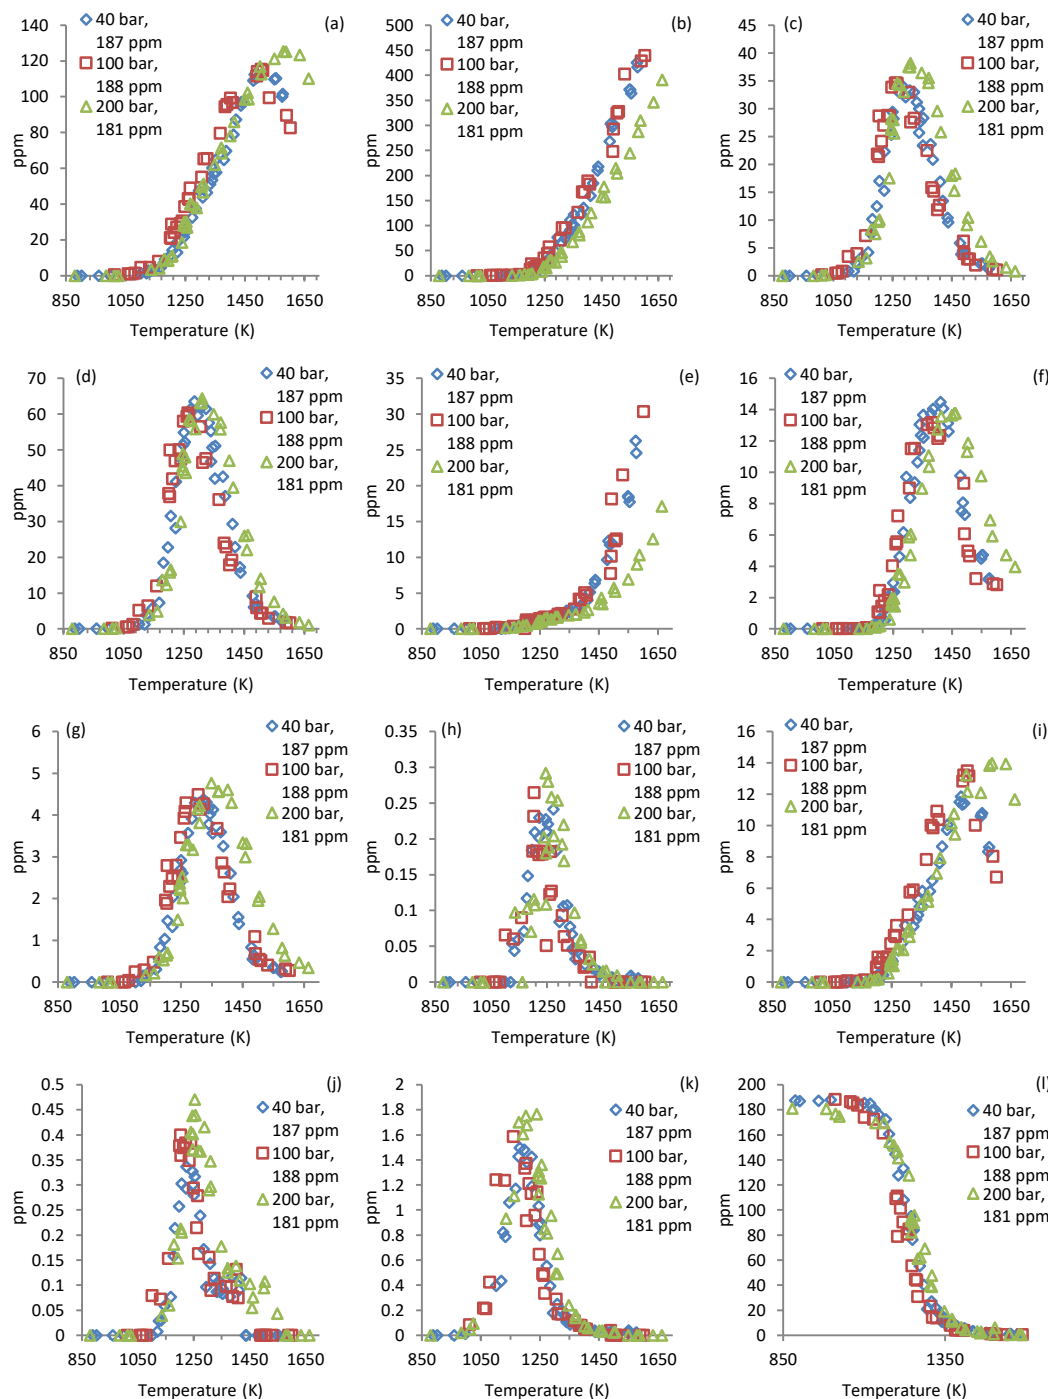 (a)
40 bar,
187 ppm
100 bar,
188 ppm
200 bar,
181 ppm
140
120
100
80
60
40
20
0
ppm
850 1050 1250 1450 1650
Temperature (K)
(b)
40 bar,
187 ppm
100 bar,
188 ppm
200 bar,
181 ppm
500
450
400
350
300
250
200
150
100
50
0
ppm
850 1050 1250 1450 1650
Temperature (K)
(c)
40 bar,
187 ppm
100 bar,
188 ppm
200 bar,
181 ppm
45
40
35
30
25
20
15
10
5
0
ppm
850 1050 1250 1450 1650
Temperature (K)
(d)
40 bar,
187 ppm
100 bar,
188 ppm
200 bar,
181 ppm
70
60
50
40
30
20
10
0
ppm
850 1050 1250 1450 1650
Temperature (K)
(e)
40 bar,
187 ppm
100 bar,
188 ppm
200 bar,
181 ppm
35
30
25
20
15
10
5
0
ppm
850 1050 1250 1450 1650
Temperature (K)
(f)
40 bar,
187 ppm
100 bar,
188 ppm
200 bar,
181 ppm
16
14
12
10
8
6
4
2
0
ppm
850 1050 1250 1450 1650
Temperature (K)
(g)
40 bar,
187 ppm
100 bar,
188 ppm
200 bar,
181 ppm
6
5
4
3
2
1
0
ppm
850 1050 1250 1450 1650
Temperature (K)
(h)
40 bar,
187 ppm
100 bar,
188 ppm
200 bar,
181 ppm
0.35
0.3
0.25
0.2
0.15
0.1
0.05
0
ppm
850 1050 1250 1450 1650
Temperature (K)
(i)
40 bar,
187 ppm
100 bar,
188 ppm
200 bar,
181 ppm
16
14
12
10
8
6
4
2
0
ppm
850 1050 1250 1450 1650
Temperature (K)
(j)
40 bar,
187 ppm
100 bar,
188 ppm
200 bar,
181 ppm
0.5
0.45
0.4
0.35
0.3
0.25
0.2
0.15
0.1
0.05
0
ppm
850 1050 1250 1450 1650
Temperature (K)
(k)
40 bar,
187 ppm
100 bar,
188 ppm
200 bar,
181 ppm
2
1.8
1.6
1.4
1.2
1
0.8
0.6
0.4
0.2
0
ppm
850 1050 1250 1450 1650
Temperature (K)
(l)
40 bar,
187 ppm
100 bar,
188 ppm
200 bar,
181 ppm
200
180
160
140
120
100
80
60
40
20
0
ppm
850 1350
Temperature (K)